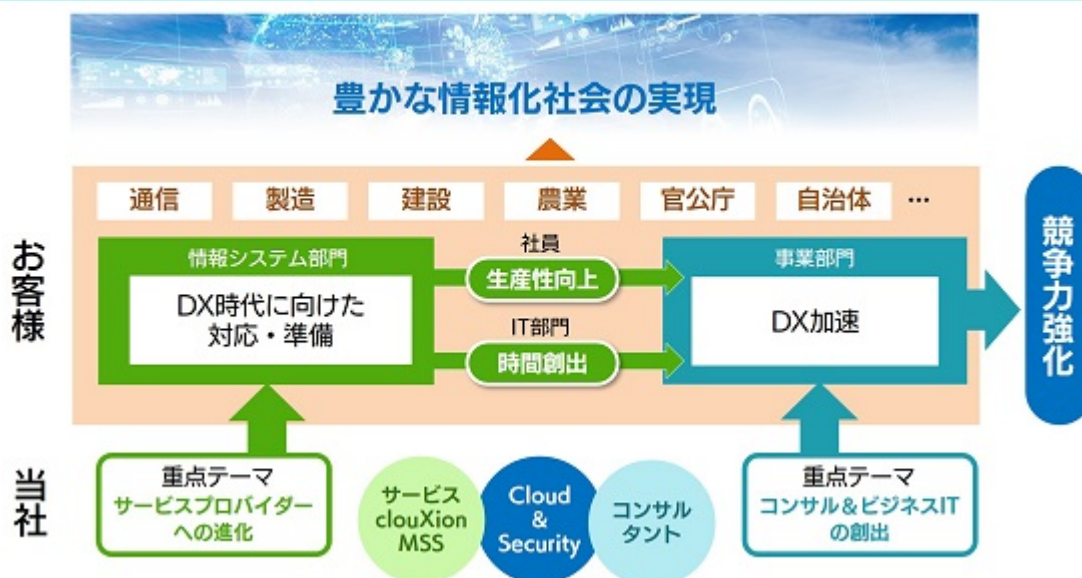 豊かな情報化社会の実現
通信
製造
建設
農業
官公庁
自治体
…
お客様
情報システム部門
DX時代に向けた
対応・準備
社員
生産性向上
IT部門
時間創出
事業部門
DX加速
競争力強化
当社
重点テーマ
サービスプロバイダー
への進化
サービス
clouXion
MSS
Cloud
&
Security
コンサル
タント
重点テーマ
コンサル&ビジネスIT
の創出